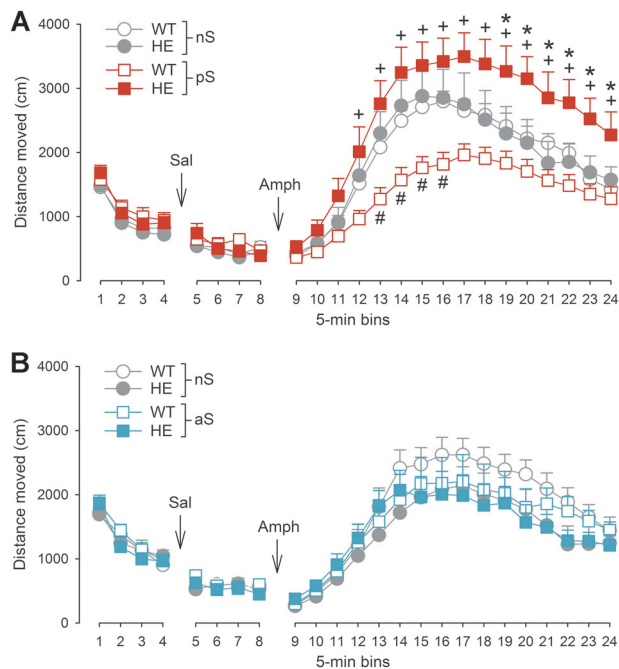 A
Distance moved (cm)
4000
3000
2000
1000
0
WT
HE
nS
WT
HE
pS
Sal
Amph
+ + + + + + + * + * + * + * + * + * +
# # # #
1 2 3 4 5 6 7 8 9 10 11 12 13 14 15 16 17 18 19 20 21 22 23 24
5-min bins
B
Distance moved (cm)
4000
3000
2000
1000
0
WT
HE
nS
WT
HE
aS
Sal
Amph
1 2 3 4 5 6 7 8 9 10 11 12 13 14 15 16 17 18 19 20 21 22 23 24
5-min bins